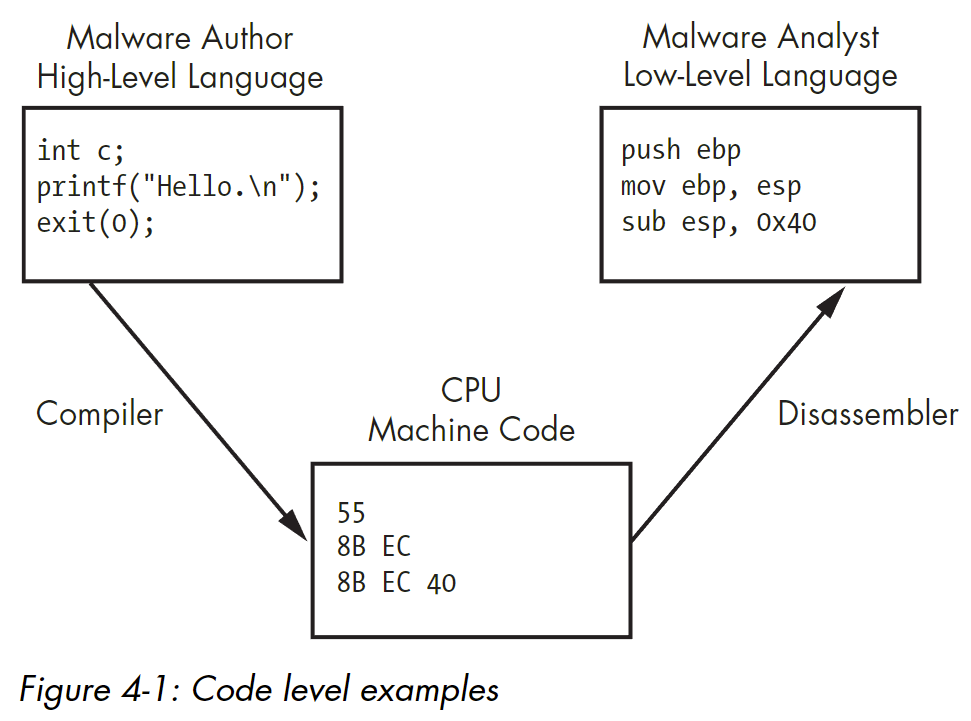 Malware Author
High-Level Language
int c;
printf("Hello.\n");
exit(0);
Malware Analyst
Low-Level Language
push ebp
mov ebp, esp
sub esp, 0x40
Compiler
CPU
Machine Code
Disassembler
55
8B EC
8B EC 40
Figure 4-1: Code level examples